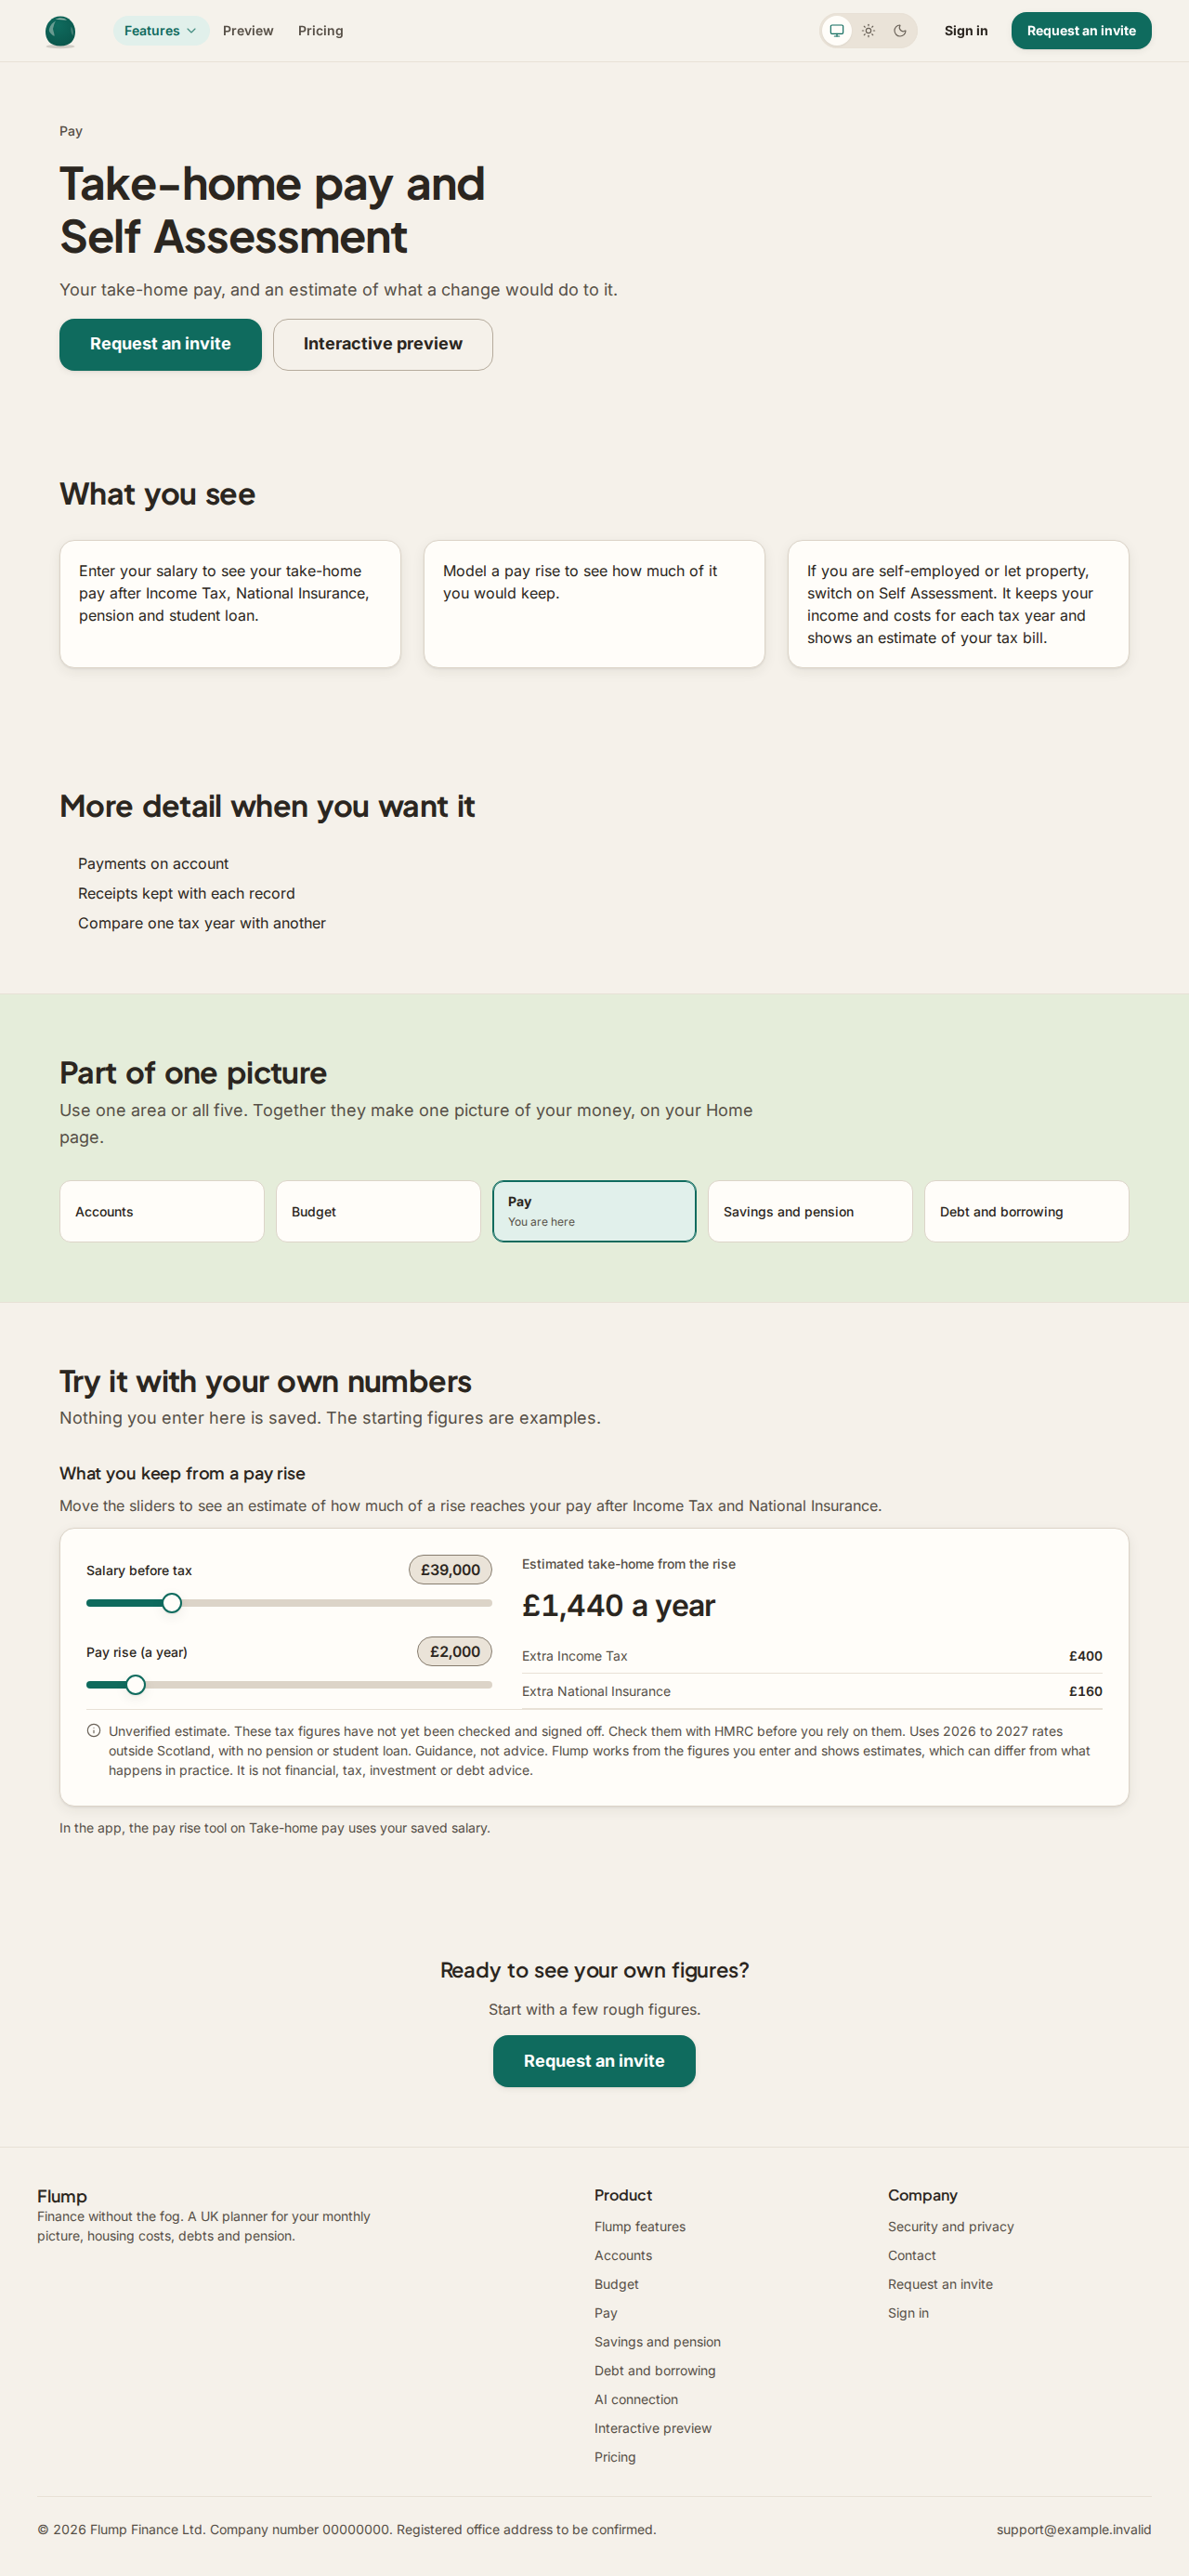 Features
Preview
Pricing
Sign in
Request an invite
Pay
Take-home pay and
Self Assessment
Your take-home pay, and an estimate of what a change would do to it.
Request an invite
Interactive preview
What you see
Enter your salary to see your take-home
pay after Income Tax, National Insurance,
pension and student loan.
Model a pay rise to see how much of it
you would keep.
If you are self-employed or let property,
switch on Self Assessment. It keeps your
income and costs for each tax year and
shows an estimate of your tax bill.
More detail when you want it
Payments on account
Receipts kept with each record
Compare one tax year with another
Part of one picture
Use one area or all five. Together they make one picture of your money, on your Home
page.
Accounts
Budget
Pay
You are here
Savings and pension
Debt and borrowing
Try it with your own numbers
Nothing you enter here is saved. The starting figures are examples.
What you keep from a pay rise
Move the sliders to see an estimate of how much of a rise reaches your pay after Income Tax and National Insurance.
Salary before tax
£39,000
Pay rise (a year)
£2,000
Estimated take-home from the rise
£1,440 a year
Extra Income Tax
£400
Extra National Insurance
£160
Unverified estimate. These tax figures have not yet been checked and signed off. Check them with HMRC before you rely on them. Uses 2026 to 2027 rates
outside Scotland, with no pension or student loan. Guidance, not advice. Flump works from the figures you enter and shows estimates, which can differ from what
happens in practice. It is not financial, tax, investment or debt advice.
In the app, the pay rise tool on Take-home pay uses your saved salary.
Ready to see your own figures?
Start with a few rough figures.
Request an invite
Flump
Finance without the fog. A UK planner for your monthly
picture, housing costs, debts and pension.
Product
Flump features
Accounts
Budget
Pay
Savings and pension
Debt and borrowing
AI connection
Interactive preview
Pricing
Company
Security and privacy
Contact
Request an invite
Sign in
© 2026 Flump Finance Ltd. Company number 00000000. Registered office address to be confirmed.
support@example.invalid